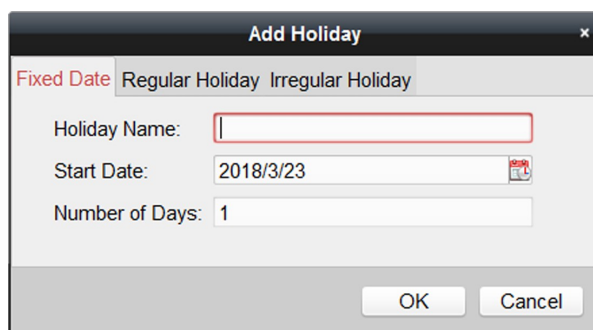 Add Holiday ×
Fixed Date Regular Holiday Irregular Holiday
Holiday Name:
Start Date: 2018/3/23
Number of Days: 1
OK Cancel